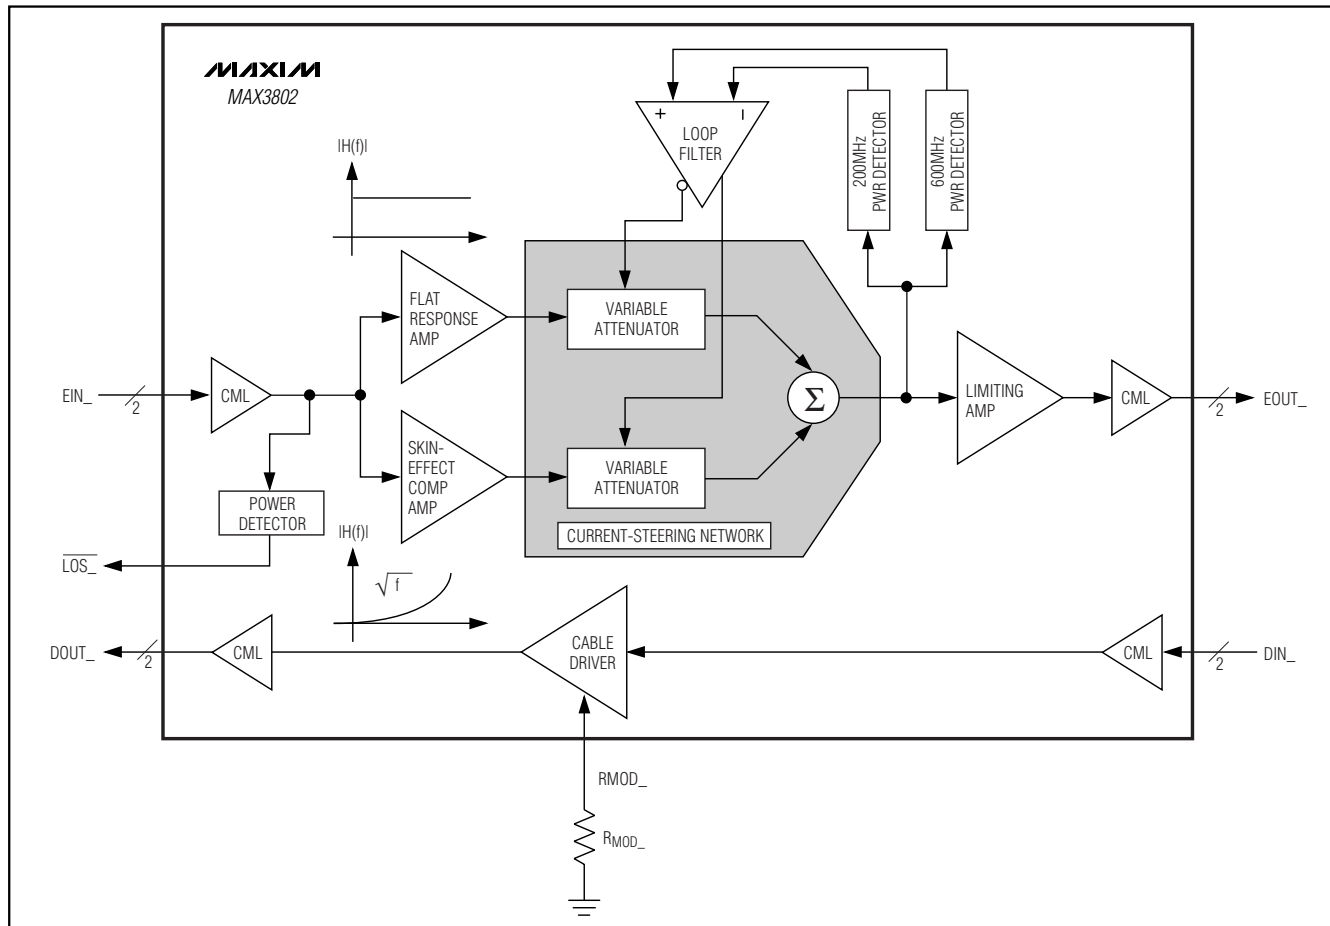 MAXIM
MAX3802
+
–
LOOP
FILTER
200MHz
PWR DETECTOR
600MHz
PWR DETECTOR
|H(f)|
FLAT
RESPONSE
AMP
VARIABLE
ATTENUATOR
EIN_
2
CML
Σ
LIMITING
AMP
CML
2
EOUT_
SKIN-
EFFECT
COMP
AMP
VARIABLE
ATTENUATOR
POWER
DETECTOR
CURRENT-STEERING NETWORK
|H(f)|
LOS_
√f
DOUT_
2
CML
CABLE
DRIVER
CML
2
DIN_
RMOD_
RMOD_